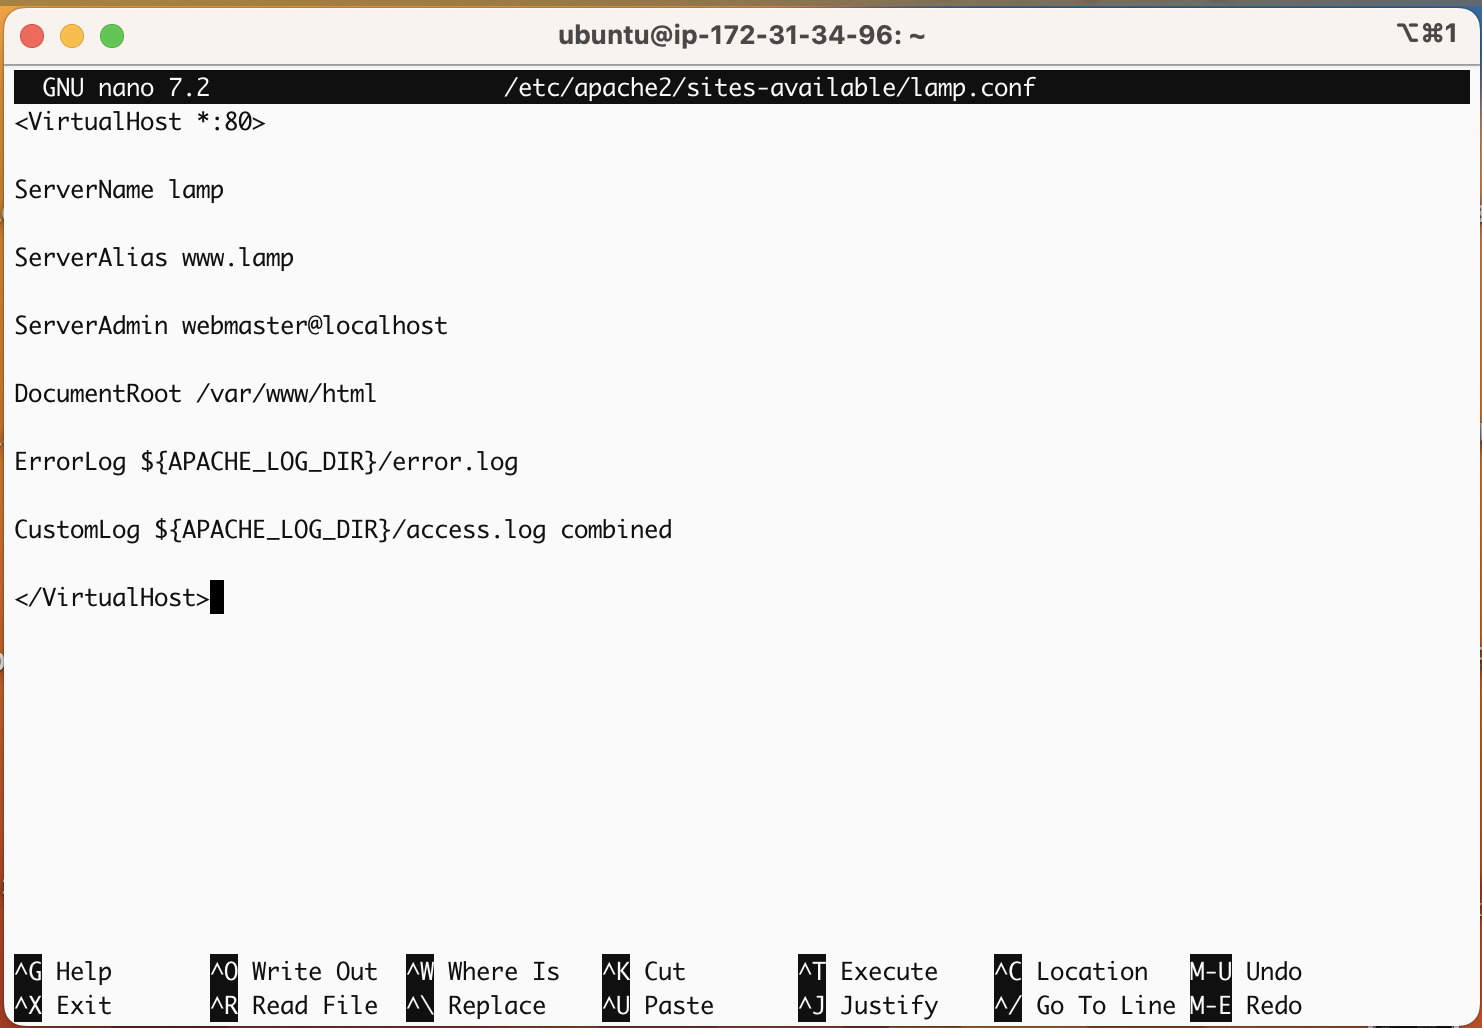 ubuntu@ip-172-31-34-96: ~ ⌥⌘1
GNU nano 7.2 /etc/apache2/sites-available/lamp.conf
<VirtualHost *:80>
ServerName lamp
ServerAlias www.lamp
ServerAdmin webmaster@localhost
DocumentRoot /var/www/html
ErrorLog ${APACHE_LOG_DIR}/error.log
CustomLog ${APACHE_LOG_DIR}/access.log combined
</VirtualHost>
^G Help ^O Write Out ^W Where Is ^K Cut ^T Execute ^C Location M-U Undo
^X Exit ^R Read File ^\ Replace ^U Paste ^J Justify ^/ Go To Line M-E Redo